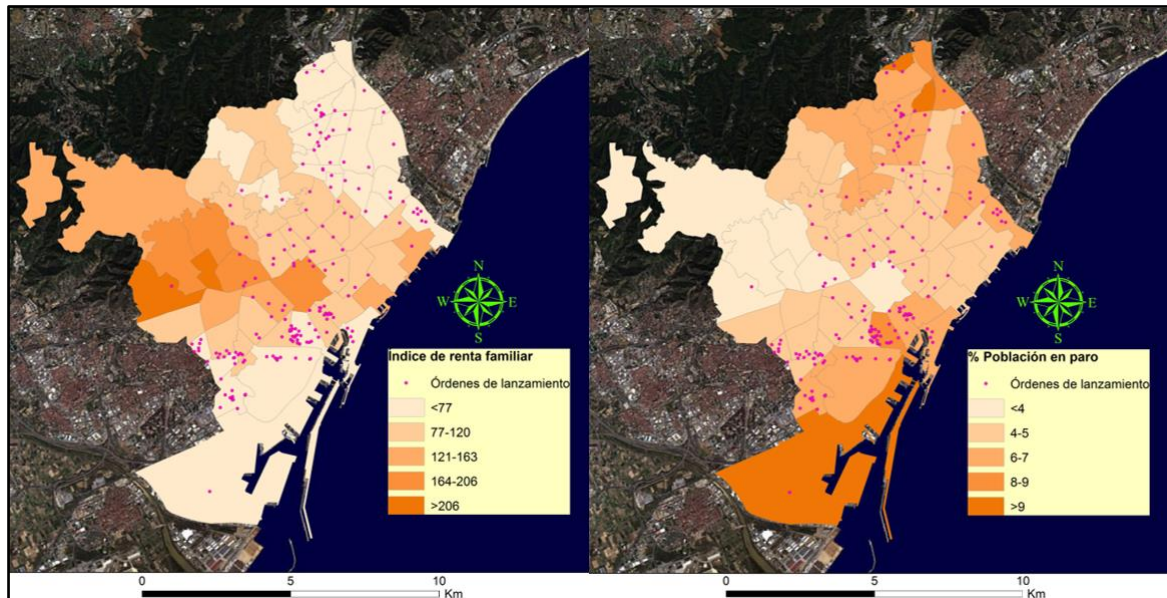 N
W E
S
Índice de renta familiar
Órdenes de lanzamiento
<77
77-120
121-163
164-206
>206
0 5 10
Km
N
W E
S
% Población en paro
Órdenes de lanzamiento
<4
4-5
6-7
8-9
>9
0 5 10
Km